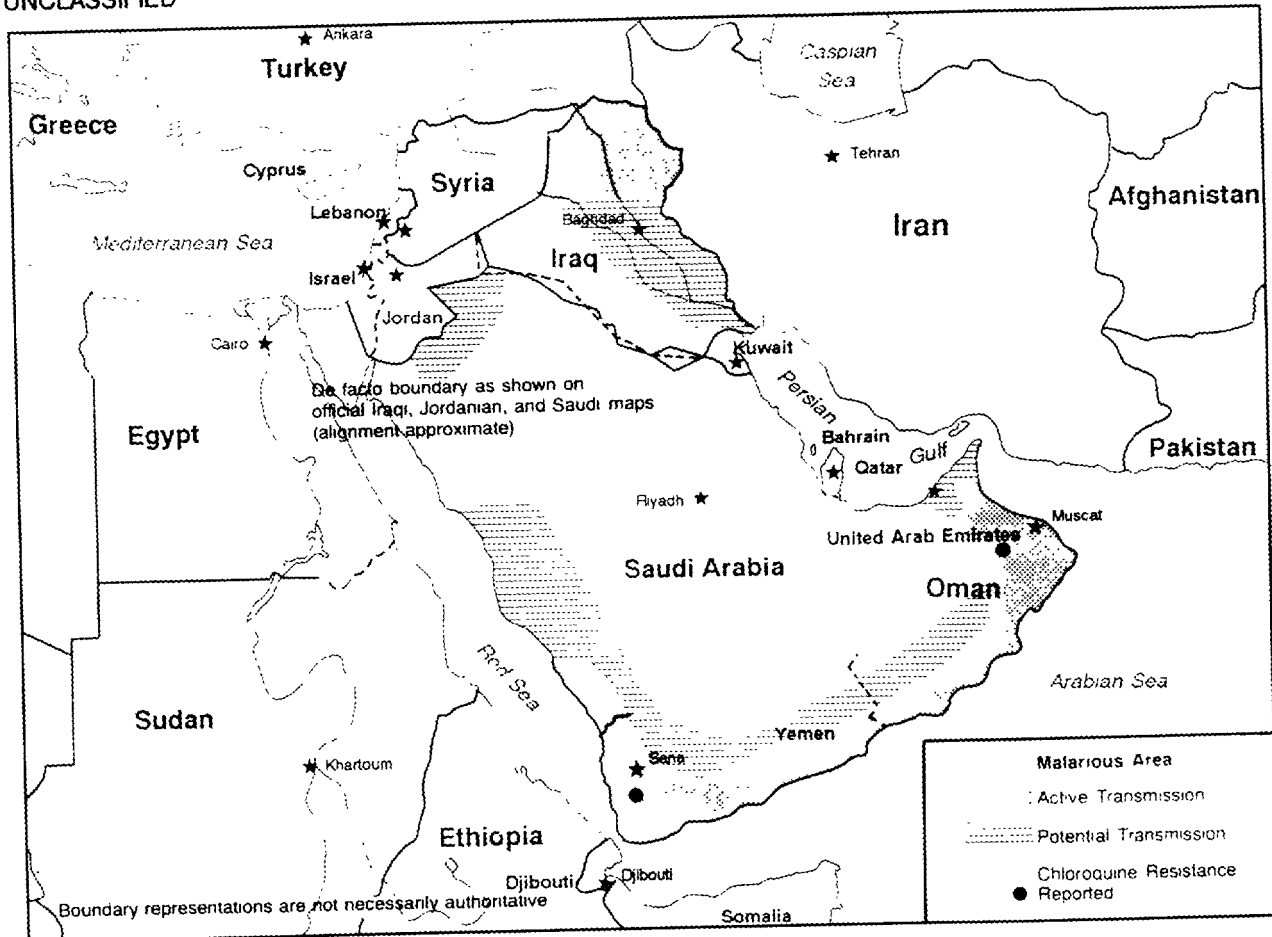 UNCLASSIFIED
Ankara
Turkey
Caspian
Sea
Greece
Tehran
Cyprus
Syria
Afghanistan
Lebanon
Baghdad
Iran
Mediterranean Sea
Iraq
Israel
Jordan
Cairo
Kuwait
De facto boundary as shown on
official Iraqi, Jordanian, and Saudi maps
(alignment approximate)
Persian
Gulf
Egypt
Bahrain
Pakistan
Qatar
Riyadh
Muscat
United Arab Emirates
Saudi Arabia
Oman
Red Sea
Arabian Sea
Sudan
Yemen
Sana
Khartoum
Malarious Area
Active Transmission
Potential Transmission
Chloroquine Resistance
Reported
Ethiopia
Djibouti
Djibouti
Boundary representations are not necessarily authoritative
Somalia